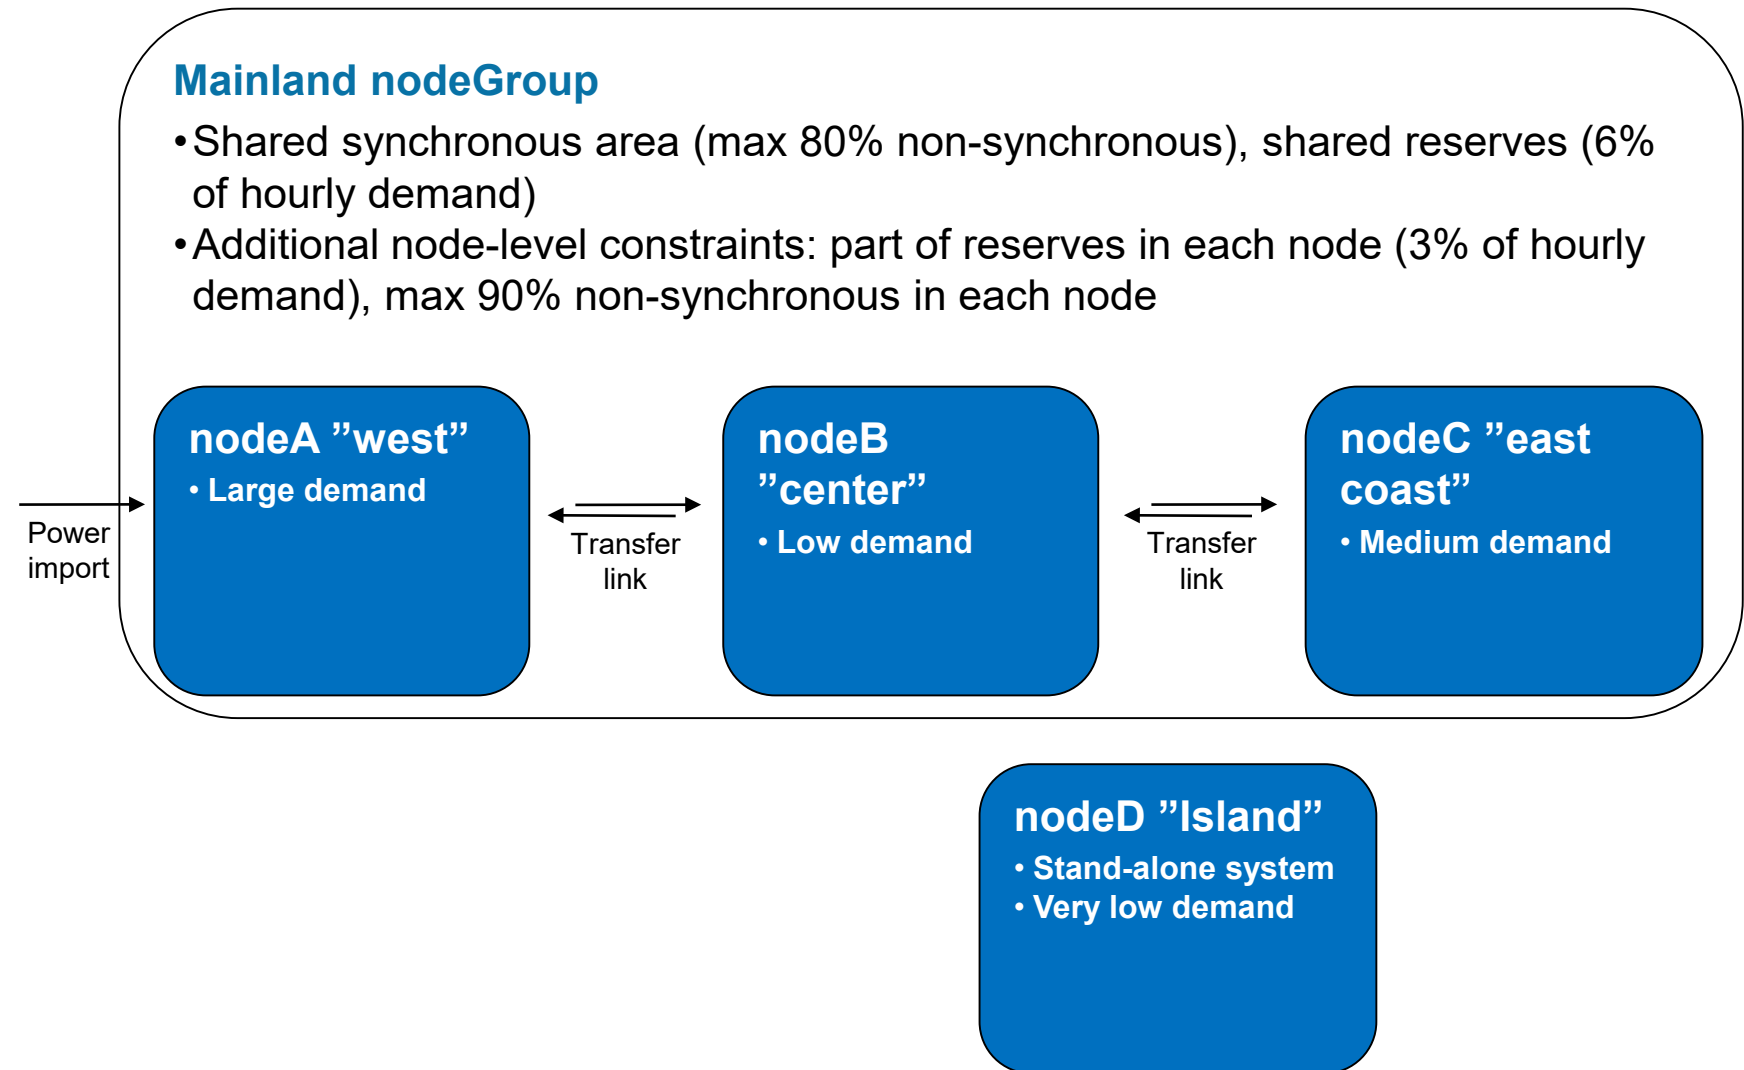 Mainland nodeGroup
•Shared synchronous area (max 80% non-synchronous), shared reserves (6%
of hourly demand)
•Additional node-level constraints: part of reserves in each node (3% of hourly
demand), max 90% non-synchronous in each node
Power
import
nodeA ”west”
• Large demand
Transfer
link
nodeB
”center”
• Low demand
Transfer
link
nodeC ”east
coast”
• Medium demand
nodeD ”Island”
• Stand-alone system
• Very low demand